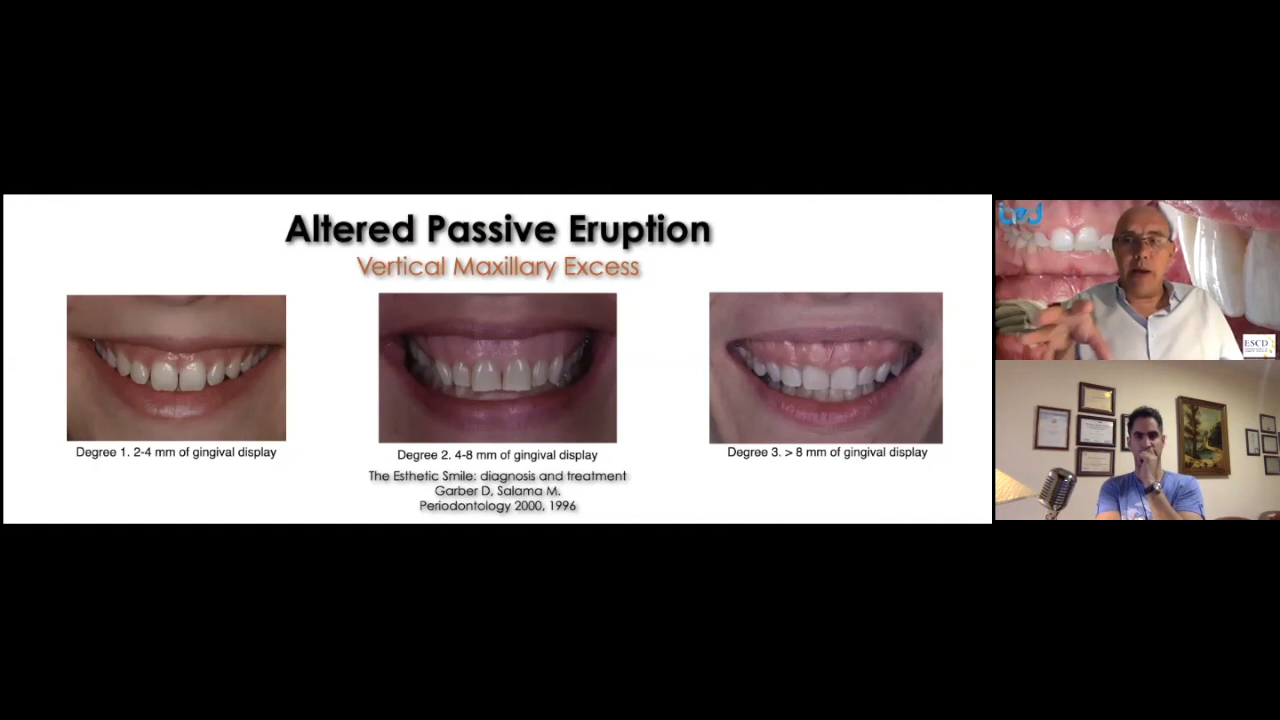 Altered Passive Eruption
Vertical Maxillary Excess
Degree 1. 2-4 mm of gingival display
Degree 2. 4-8 mm of gingival display
Degree 3. > 8 mm of gingival display
The Esthetic Smile: diagnosis and treatment
Garber D, Salama M.
Periodontology 2000, 1996
ESCD